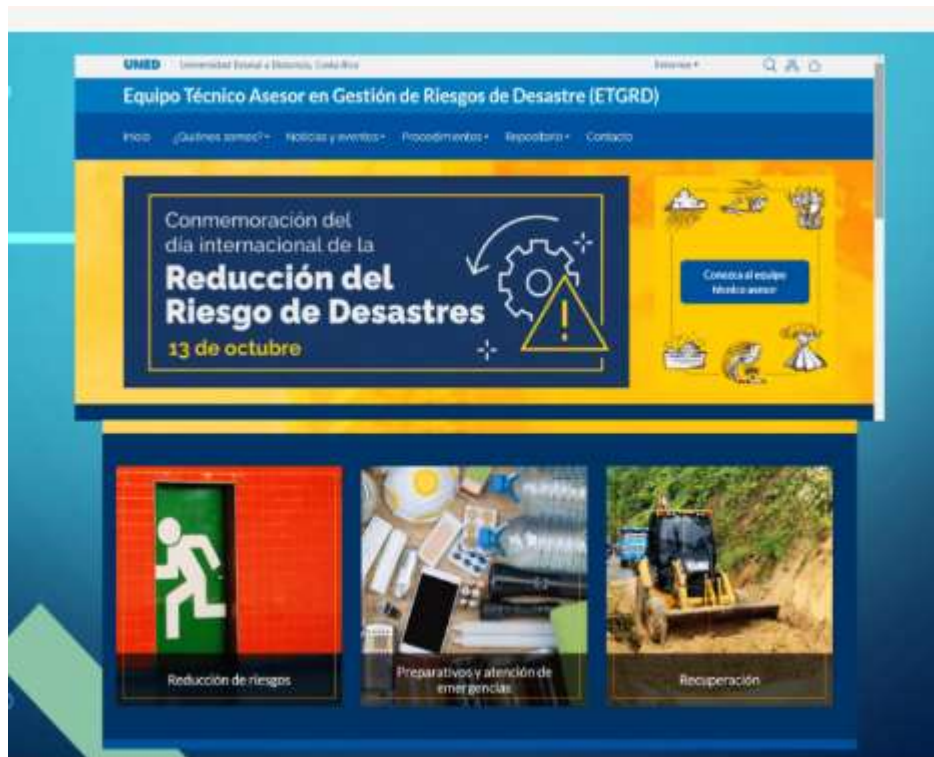 UNED Universidad Estatal a Distancia, Costa Rica
Equipo Técnico Asesor en Gestión de Riesgos de Desastre (ETGRD)
Inicio ¿Quiénes somos? Noticias y eventos Procedimientos Repositorio Contacto
Conmemoración del
día internacional de la
Reducción del
Riesgo de Desastres
13 de octubre
Conozca al equipo
técnico asesor
Reducción de riesgos
Preparativos y atención de
emergencias
Recuperación